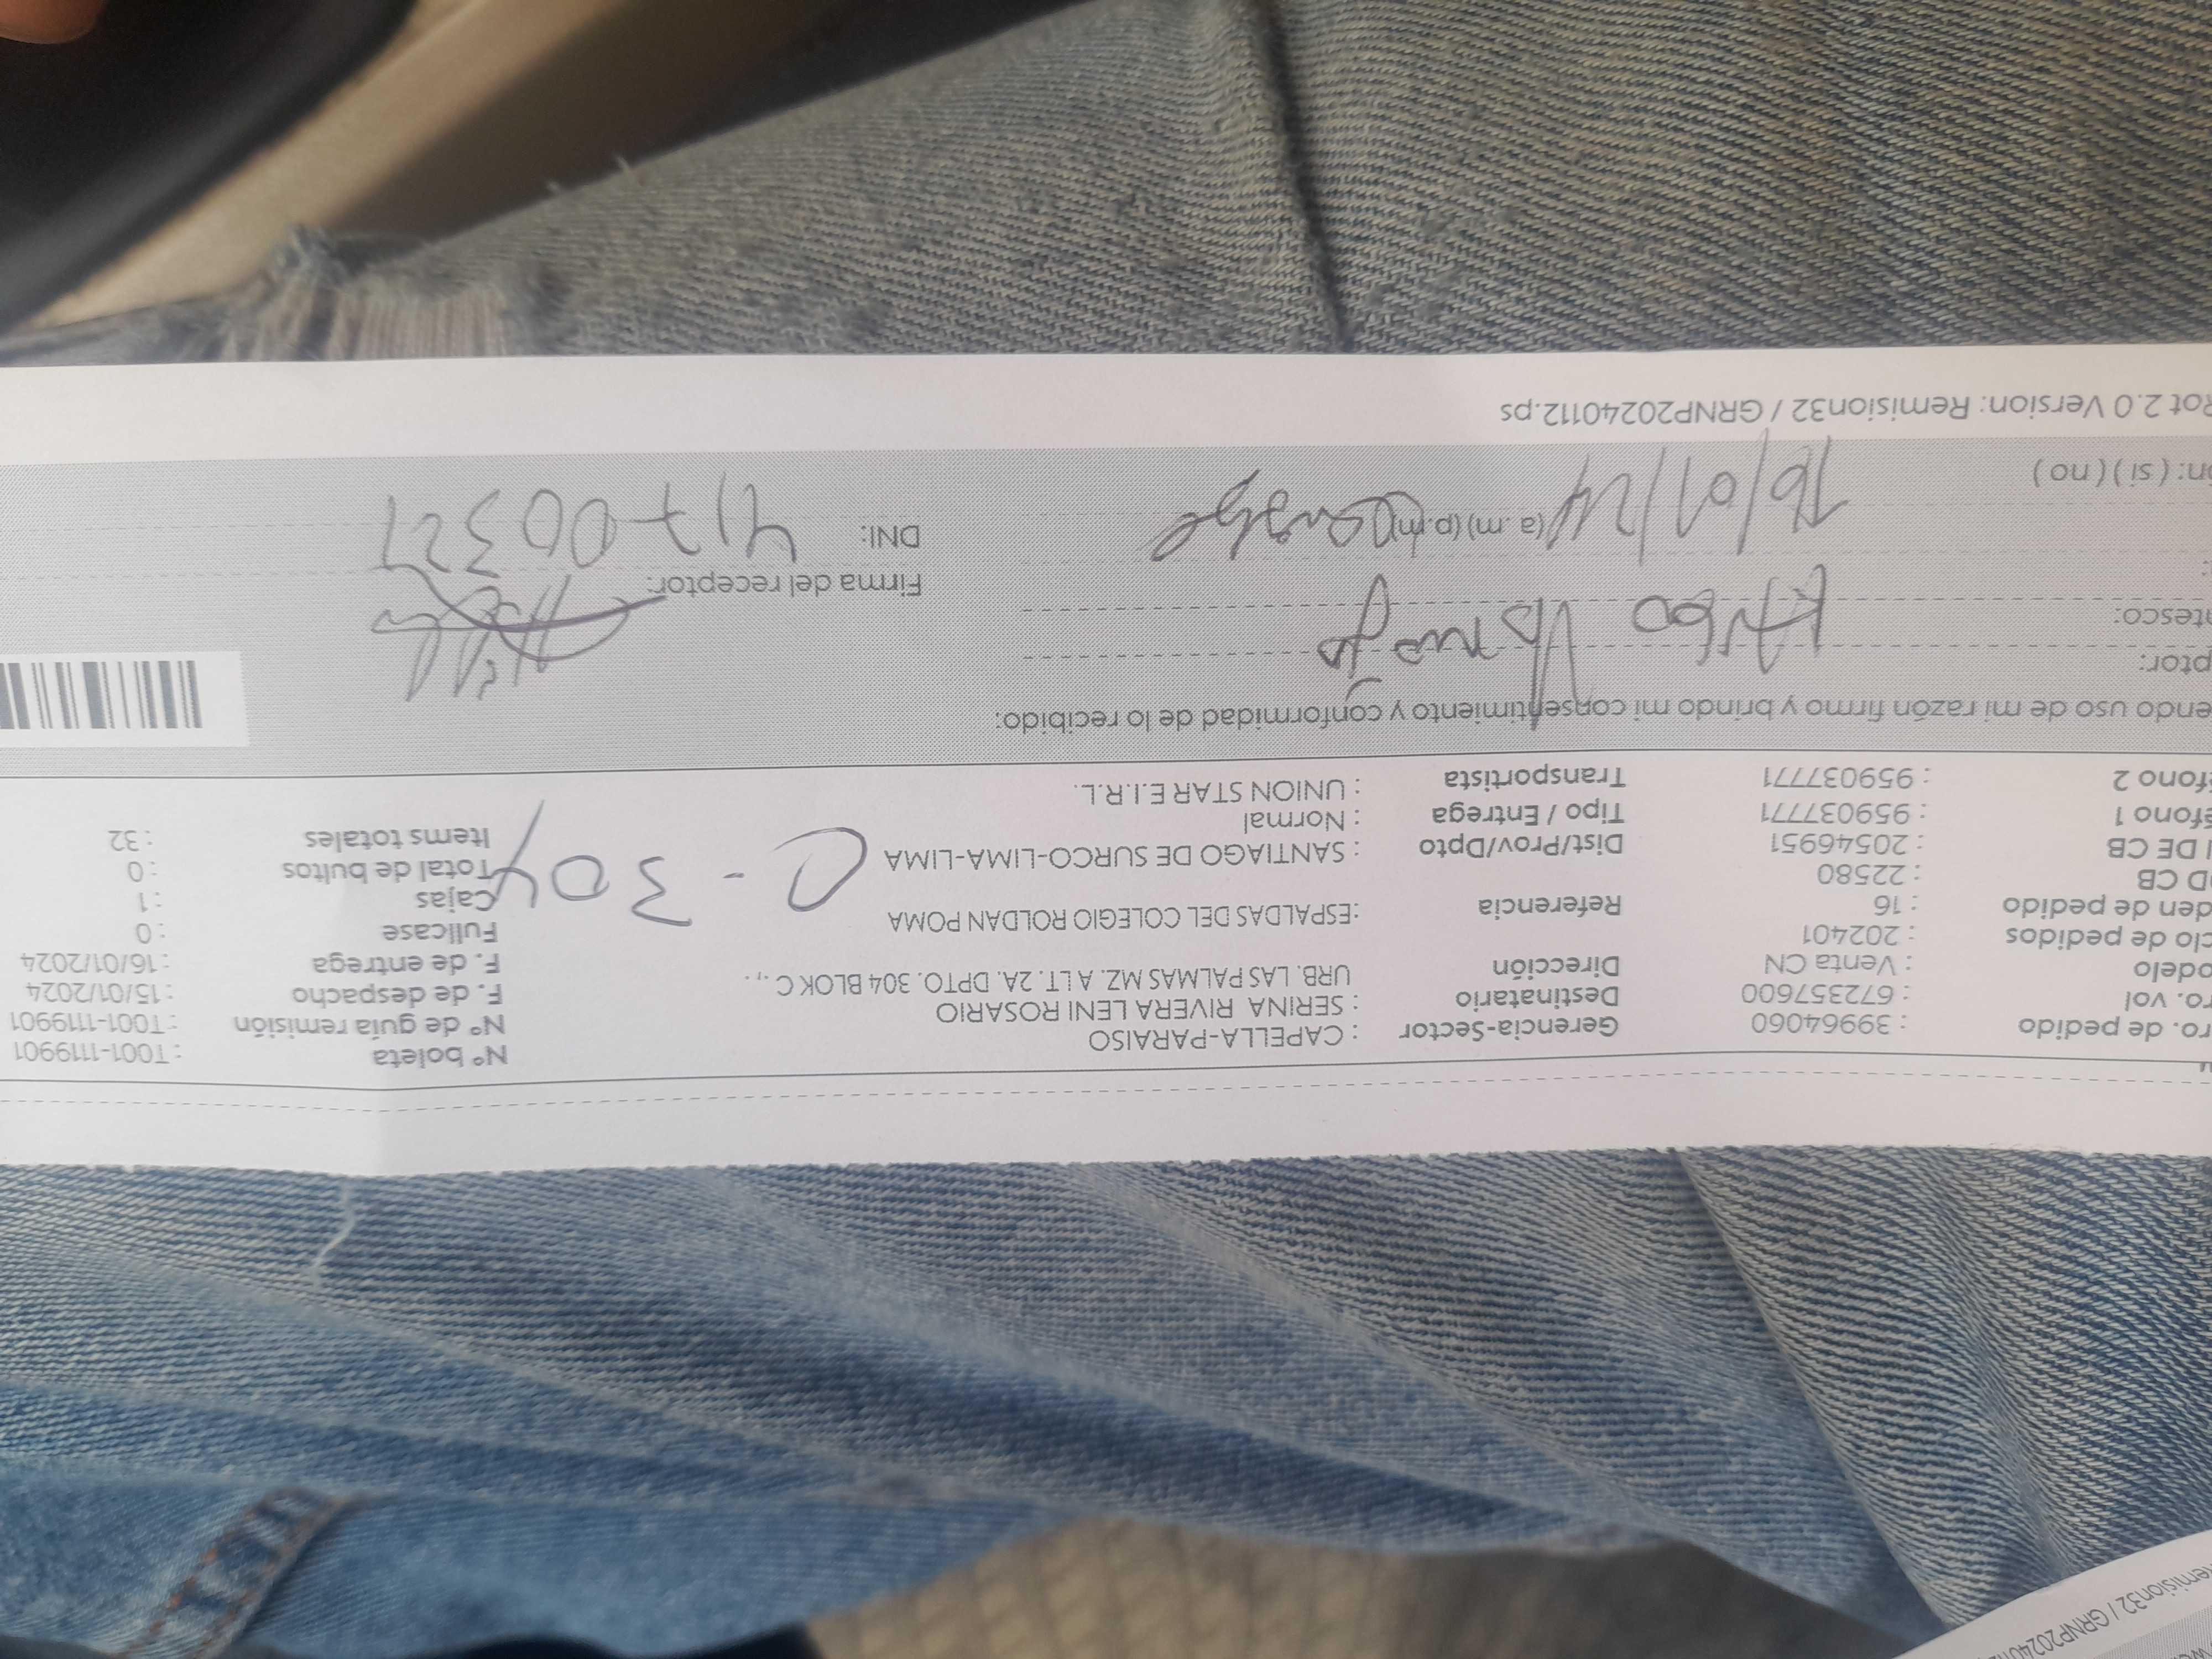 Nº boleta : T001-1119901
ro. de pedido : 39964060 Gerencia-Sector : CAPELLA-PARAISO Nº de guía remisión : T001-1119901
ro. vol : 672357600 Destinatario : SERINA RIVERA LENI ROSARIO F. de despacho : 15/01/2024
odelo : Venta CN Dirección URB. LAS PALMAS MZ. A LT. 2A. DPTO. 304 BLOK C . , . F. de entrega : 16/01/2024
clo de pedidos : 202401 Fullcase : 0
den de pedido : 16 Referencia :ESPALDAS DEL COLEGIO ROLDAN POMA Cajas : 1
D CB : 22580 C - 304 Total de bultos : 0
I DE CB : 20546951 Dist/Prov/Dpto : SANTIAGO DE SURCO-LIMA-LIMA Items totales : 32
éfono 1 : 959037771 Tipo / Entrega : Normal
éfono 2 : 959037771 Transportista : UNION STAR E.I.R.L.
endo uso de mi razón firmo y brindo mi consentimiento y conformidad de lo recibido:
ptor:
ntesco: Firma del receptor:
16/01/24 (a .m) (p.m) DNI: 41700321
n: ( si ) ( no )
Rot 2.0 Version: Remision32 / GRNP20240112.ps
emision32 / GRNP202401